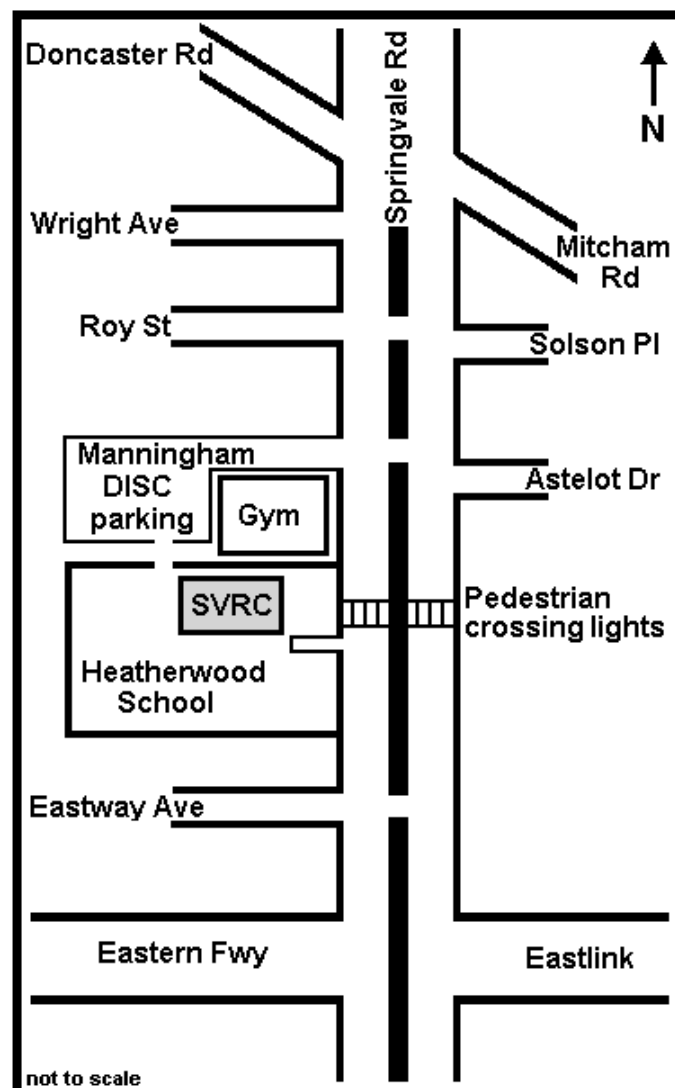 Doncaster Rd
Springvale Rd
N
Wright Ave
Mitcham
Rd
Roy St
Solson Pl
Manningham
DISC
parking
Gym
Astelot Dr
SVRC
Pedestrian
crossing lights
Heatherwood
School
Eastway Ave
Eastern Fwy
Eastlink
not to scale